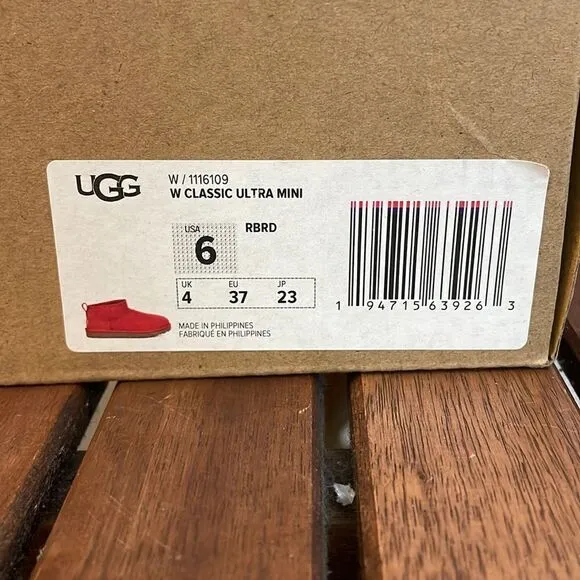 UGG
W / 1116109
W CLASSIC ULTRA MINI
USA
6
RBRD
UK EU JP
4 37 23
MADE IN PHILIPPINES
FABRIQUÉ EN PHILIPPINES
1 94715 63926 3